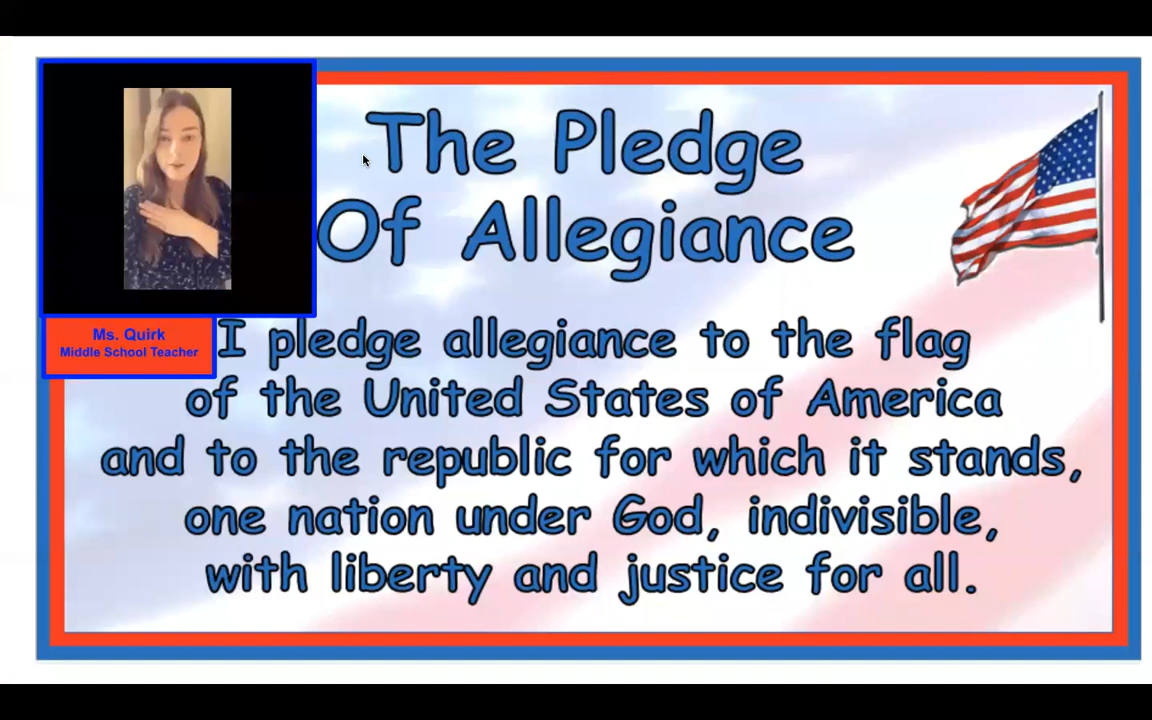 The Pledge
Of Allegiance
Ms. Quirk
Middle School Teacher
I pledge allegiance to the flag
of the United States of America
and to the republic for which it stands,
one nation under God, indivisible,
with liberty and justice for all.